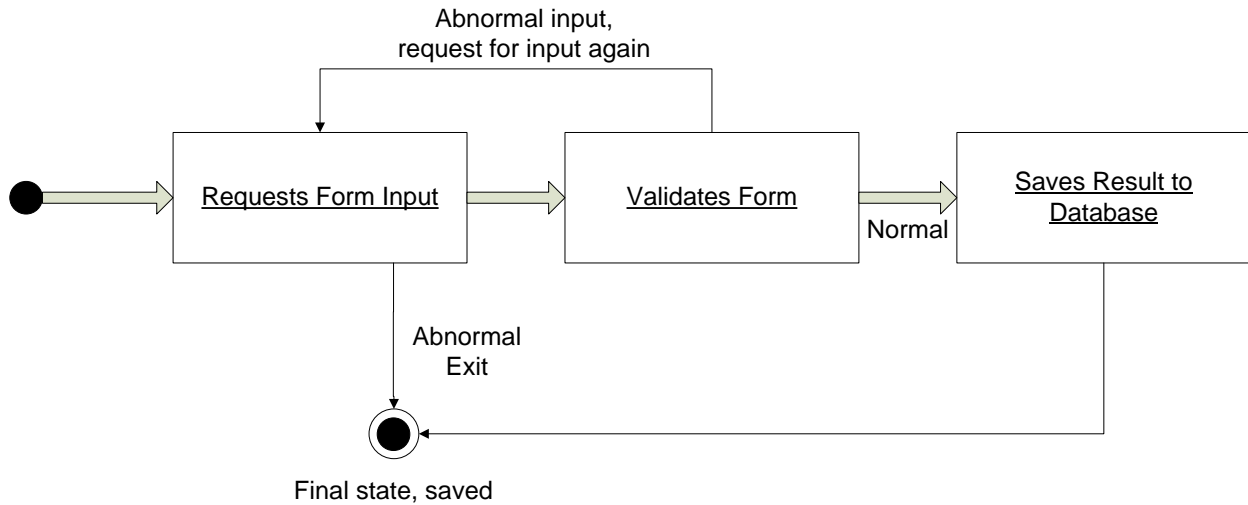 Abnormal input,
request for input again
Requests Form Input
Validates Form
Saves Result to
Database
Normal
Abnormal
Exit
Final state, saved